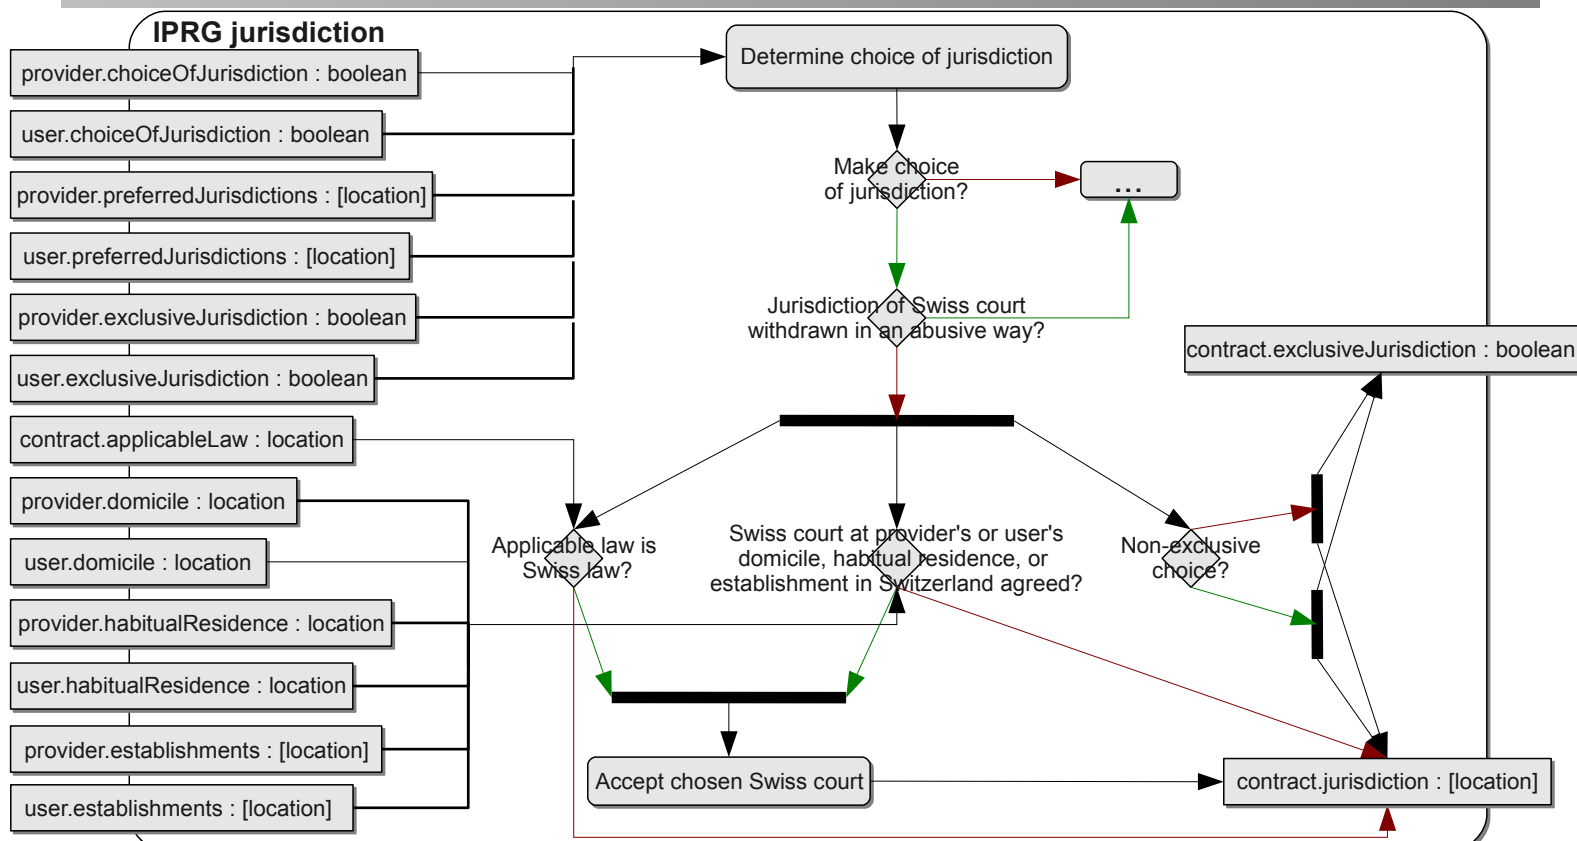 IPRG jurisdiction
provider.choiceOfJurisdiction : boolean
user.choiceOfJurisdiction : boolean
provider.preferredJurisdictions : [location]
user.preferredJurisdictions : [location]
provider.exclusiveJurisdiction : boolean
user.exclusiveJurisdiction : boolean
contract.applicableLaw : location
provider.domicile : location
user.domicile : location
provider.habitualResidence : location
user.habitualResidence : location
provider.establishments : [location]
user.establishments : [location]
Determine choice of jurisdiction
Make choice
of jurisdiction?
...
Jurisdiction of Swiss court
withdrawn in an abusive way?
contract.exclusiveJurisdiction : boolean
Applicable law is
Swiss law?
Swiss court at provider's or user's
domicile, habitual residence, or
establishment in Switzerland agreed?
Non-exclusive
choice?
Accept chosen Swiss court
contract.jurisdiction : [location]